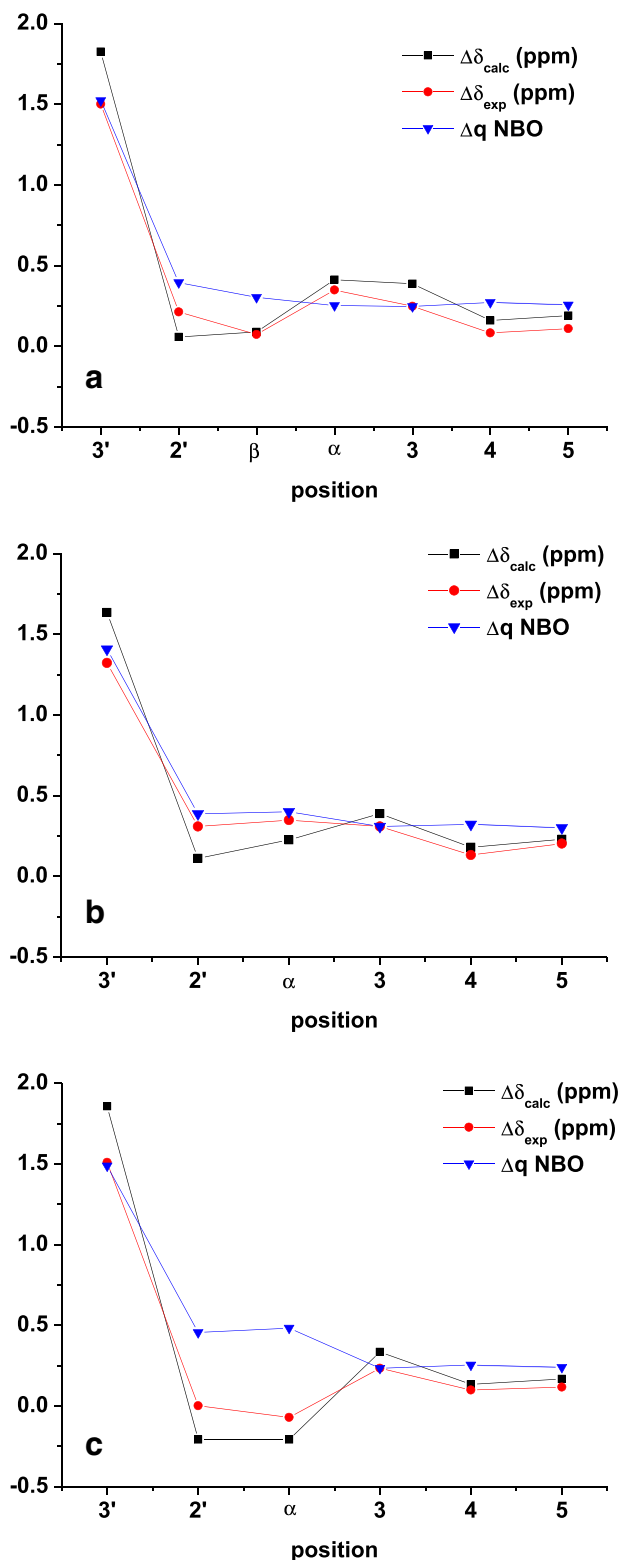 2.0
Δδcalc (ppm)
Δδexp (ppm)
Δq NBO
1.5
1.0
0.5
0.0
a
-0.5
3' 2' β α 3 4 5
position
2.0
Δδcalc (ppm)
Δδexp (ppm)
Δq NBO
1.5
1.0
0.5
0.0
b
-0.5
3' 2' α 3 4 5
position
2.0
Δδcalc (ppm)
Δδexp (ppm)
Δq NBO
1.5
1.0
0.5
0.0
c
-0.5
3' 2' α 3 4 5
position